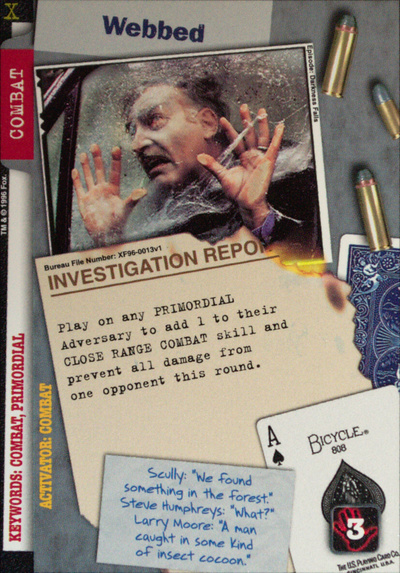 X
Webbed
COMBAT
Episode: Darkness Falls
TM & © 1996 Fox.
Bureau File Number: XF96-0013v1
INVESTIGATION REPO
Play on any PRIMORDIAL
Adversary to add 1 to their
CLOSE RANGE COMBAT skill and
prevent all damage from
one opponent this round.
KEYWORDS: COMBAT, PRIMORDIAL
ACTIVATOR: COMBAT
A
BICYCLE®
808
3
THE U.S. PLAYING CARD CO.
CINCINNATI, U.S.A.
Scully: "We found
something in the forest."
Steve Humphreys: "What?"
Larry Moore: "A man
caught in some kind
of insect cocoon."